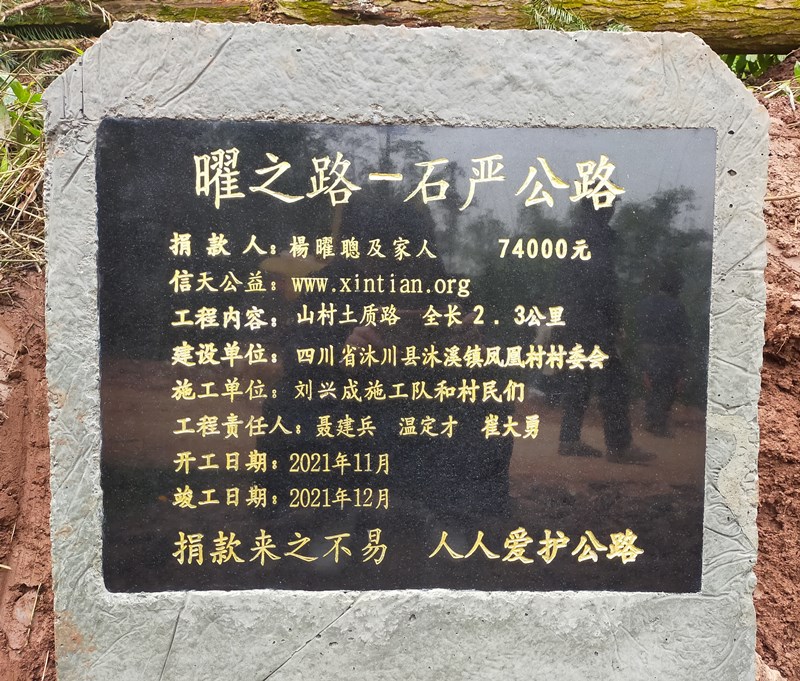 曜之路-石严公路
捐款人：楊曜聰及家人 74000元
信天公益：www.xintian.org
工程内容：山村土质路 全长2.3公里
建设单位：四川省沐川县沐溪镇凤凰村村委会
施工单位：刘兴成施工队和村民们
工程责任人：聂建兵 温定才 崔大勇
开工日期：2021年11月
竣工日期：2021年12月
捐款来之不易 人人爱护公路